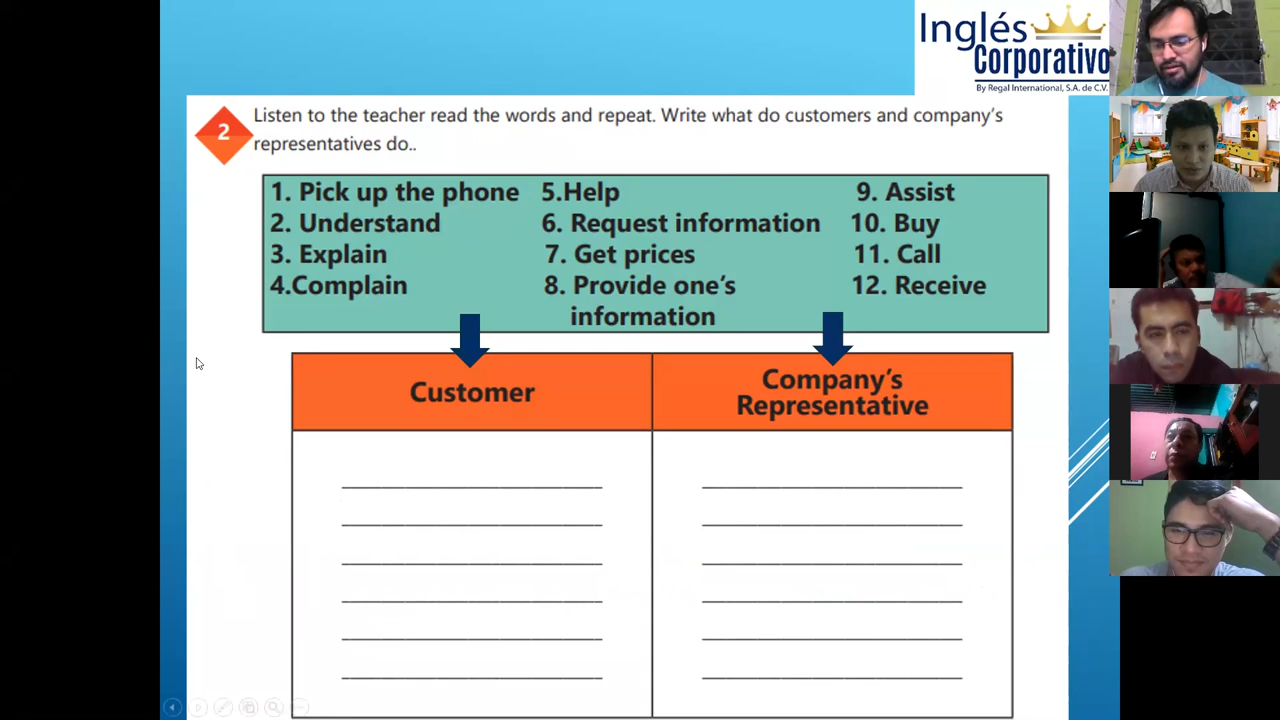 Inglés
Corporativo
By Regal International, S.A. de C.V.
2
Listen to the teacher read the words and repeat. Write what do customers and company's
representatives do..
1. Pick up the phone 5.Help 9. Assist
2. Understand 6. Request information 10. Buy
3. Explain 7. Get prices 11. Call
4.Complain 8. Provide one's 12. Receive
information
Customer
Company's
Representative